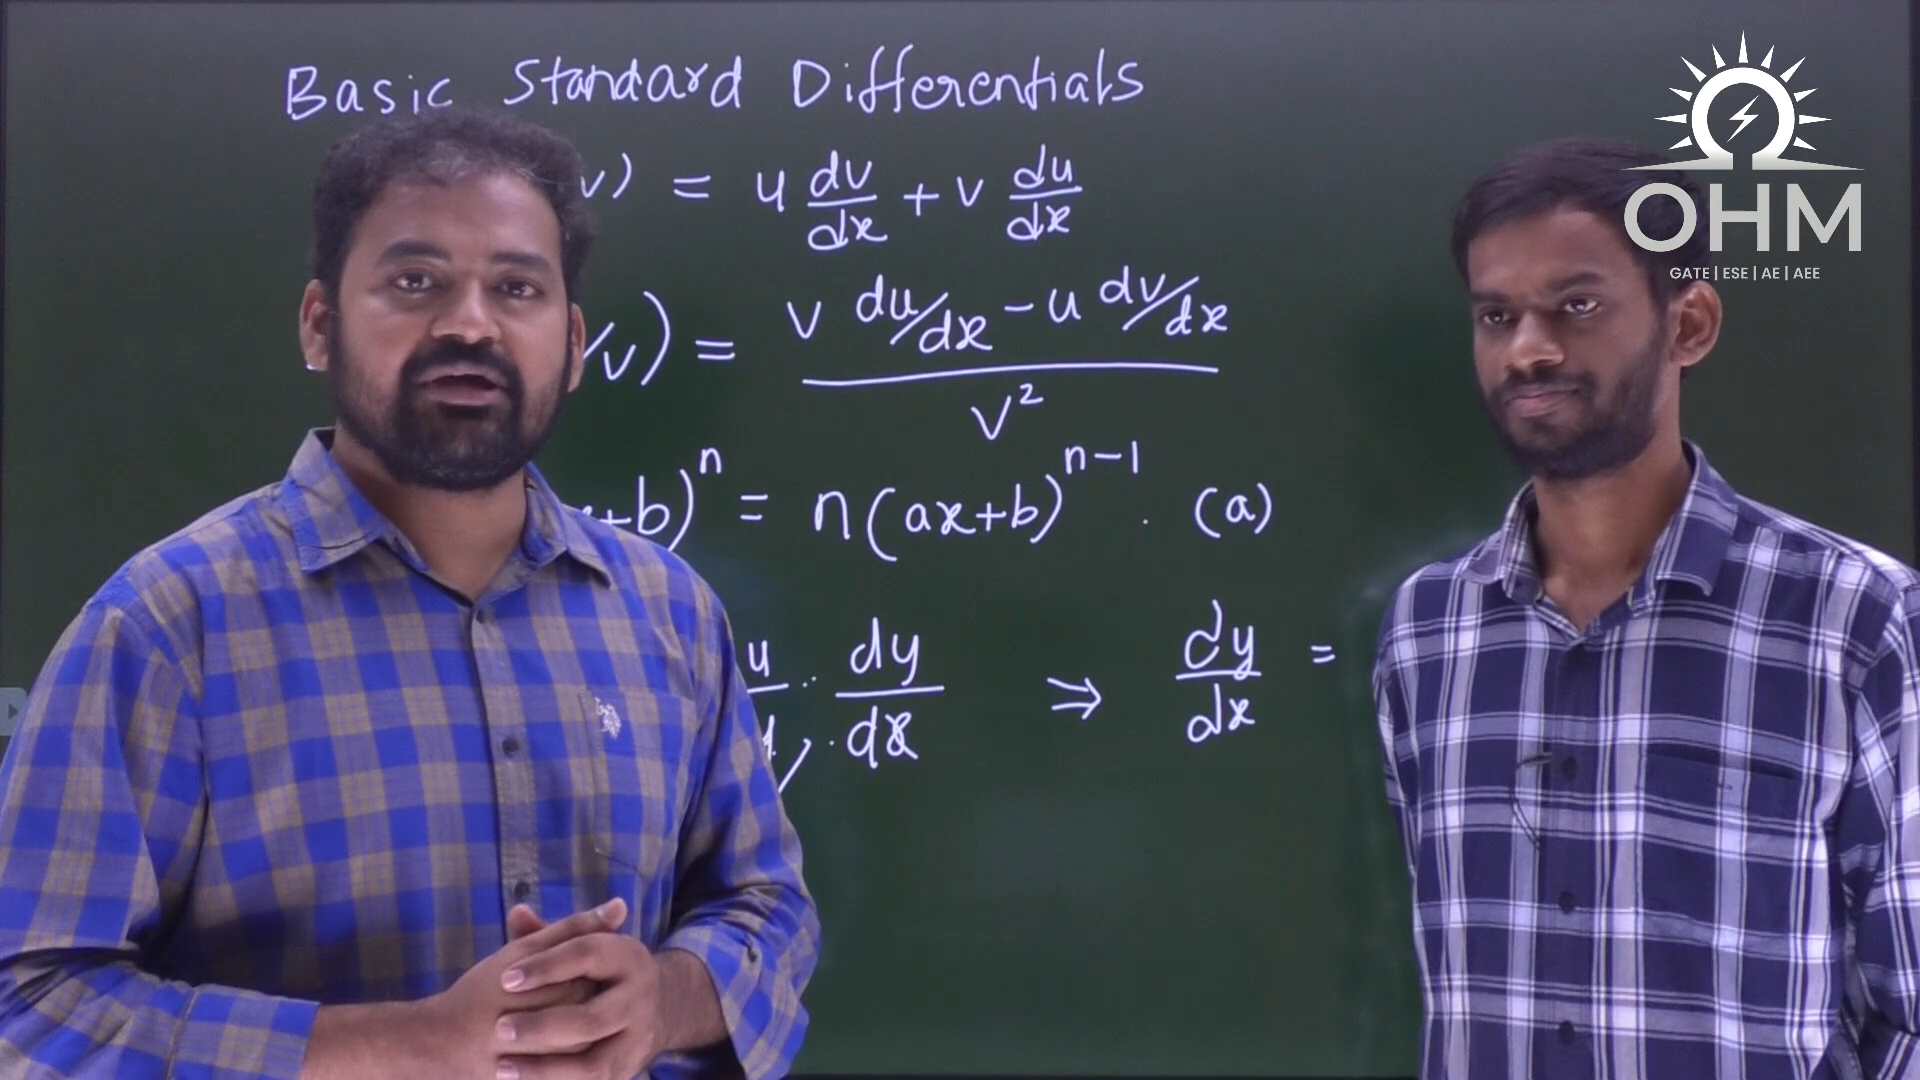 Basic Standard Differentials
v) = u dv/dx + v du/dx
/v) = v du/dx - u dv/dx
v²
+b)ⁿ = n(ax+b)ⁿ⁻¹ . (a)
u . dy/dx ⇒ dy/dx =
OHM
GATE | ESE | AE | AEE